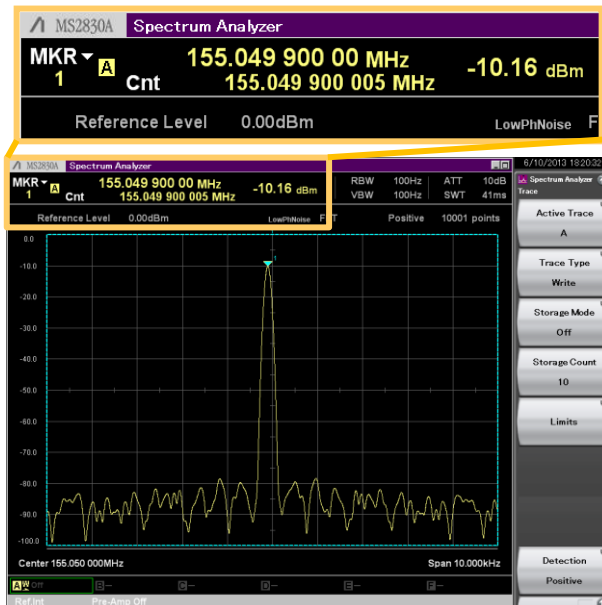 MS2830A Spectrum Analyzer
MKR A 155.049 900 00 MHz -10.16 dBm
1 Cnt 155.049 900 005 MHz
Reference Level 0.00dBm LowPhNoise F
MS2830A Spectrum Analyzer 6/10/2013 18:20:32
MKR A 155.049 900 00 MHz -10.16 dBm RBW 100Hz ATT 10dB
1 Cnt 155.049 900 005 MHz VBW 100Hz SWT 41ms
Reference Level 0.00dBm LowPhNoise Positive 10001 points
Spectrum Analyzer
Trace
Active Trace
A
Trace Type
Write
Storage Mode
Off
Storage Count
10
Limits
Detection
Positive
1
0.0
-10.0
-20.0
-30.0
-40.0
-50.0
-60.0
-70.0
-80.0
-90.0
-100.0
Center 155.050 000MHz Span 10.000kHz
A W Off B-- C-- D-- E-- F--
Ref.Int Pre-Amp Off